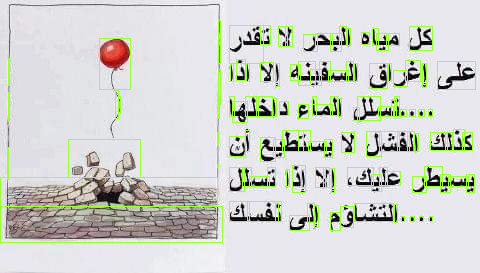 كل مياه البحر لا تقدر
على إغراق السفينه إلا اذا
تسلل الماء داخلها....
كذلك الفشل لا يستطيع أن
يسيطر عليك، إلا إذا تسلل
التشاؤم إلى نفسك....